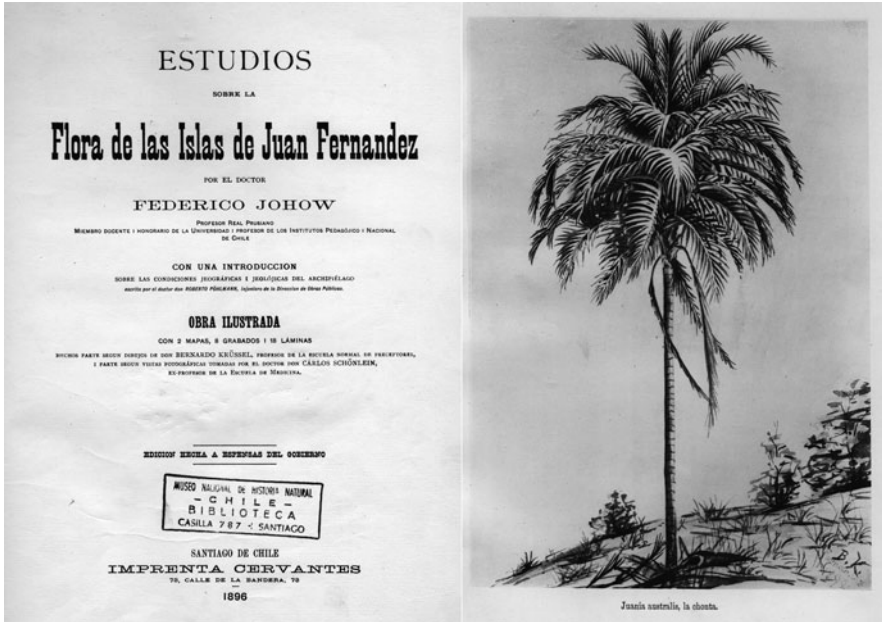 ESTUDIOS
SOBRE LA
Flora de las Islas de Juan Fernandez
POR EL DOCTOR
FEDERICO JOHOW
PROFESOR REAL PRUSIANO
MIEMBRO DOCENTE I HONORARIO DE LA UNIVERSIDAD I PROFESOR DE LOS INSTITUTOS PEDAGÓJICO I NACIONAL
DE CHILE
CON UNA INTRODUCCION
SOBRE LAS CONDICIONES JEOGRÁFICAS I JEOLÓJICAS DEL ARCHIPIÉLAGO
escrita por el doctor don ROBERTO PÖHLMANN, injeniero de la Direccion de Obras Públicas.
OBRA ILUSTRADA
CON 2 MAPAS, 8 GRABADOS I 18 LÁMINAS
HECHOS PARTE SEGUN DIBUJOS DE DON BERNARDO KRÜSSEL, PROFESOR DE LA ESCUELA NORMAL DE PRECEPTORES,
I PARTE SEGUN VISTAS FOTOGRÁFICAS TOMADAS POR EL DOCTOR DON CÁRLOS SCHÖNLEIN,
EX-PROFESOR DE LA ESCUELA DE MEDICINA.
EDICION HECHA A ESPENSAS DEL GOBIERNO
MUSEO NACIONAL DE HISTORIA NATURAL
- CHILE -
BIBLIOTECA
CASILLA 787 - SANTIAGO
SANTIAGO DE CHILE
IMPRENTA CERVANTES
73, CALLE DE LA BANDERA, 73
1896
B. K.
Juania australis, la chonta.